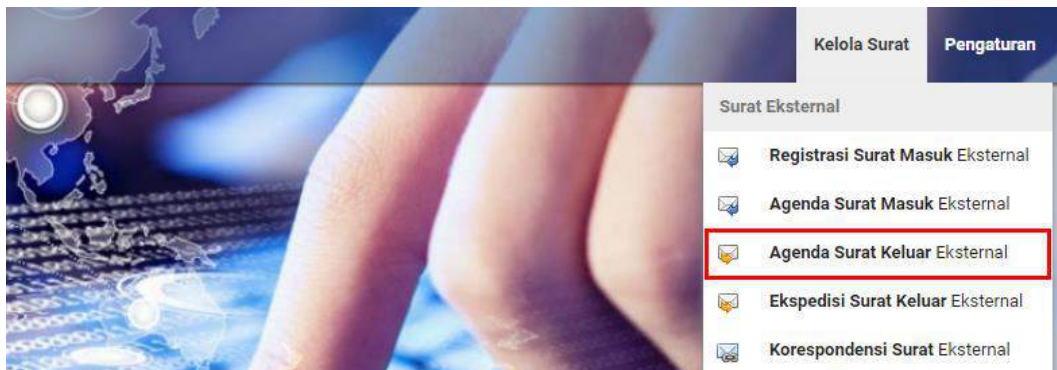 Kelola Surat Pengaturan
Surat Eksternal
Registrasi Surat Masuk Eksternal
Agenda Surat Masuk Eksternal
Agenda Surat Keluar Eksternal
Ekspedisi Surat Keluar Eksternal
Korespondensi Surat Eksternal